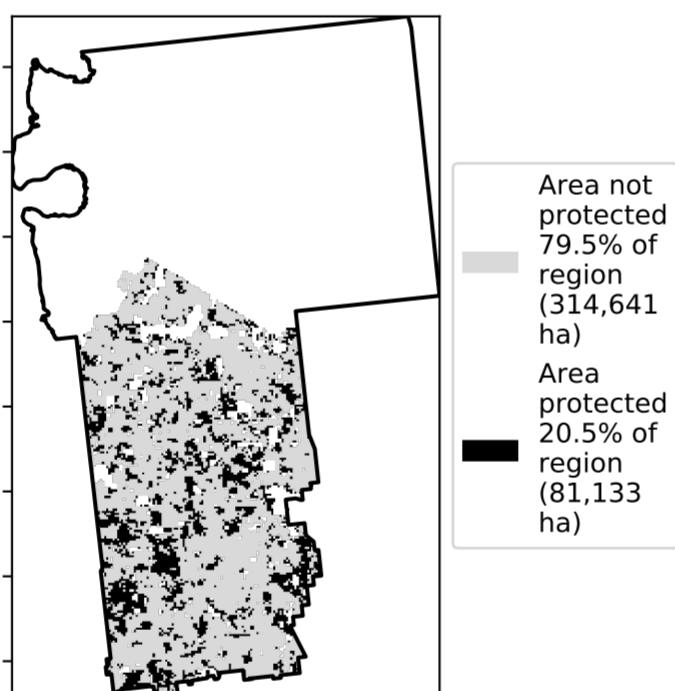 Area not
protected
79.5% of
region
(314,641
ha)
Area
protected
20.5% of
region
(81,133
ha)